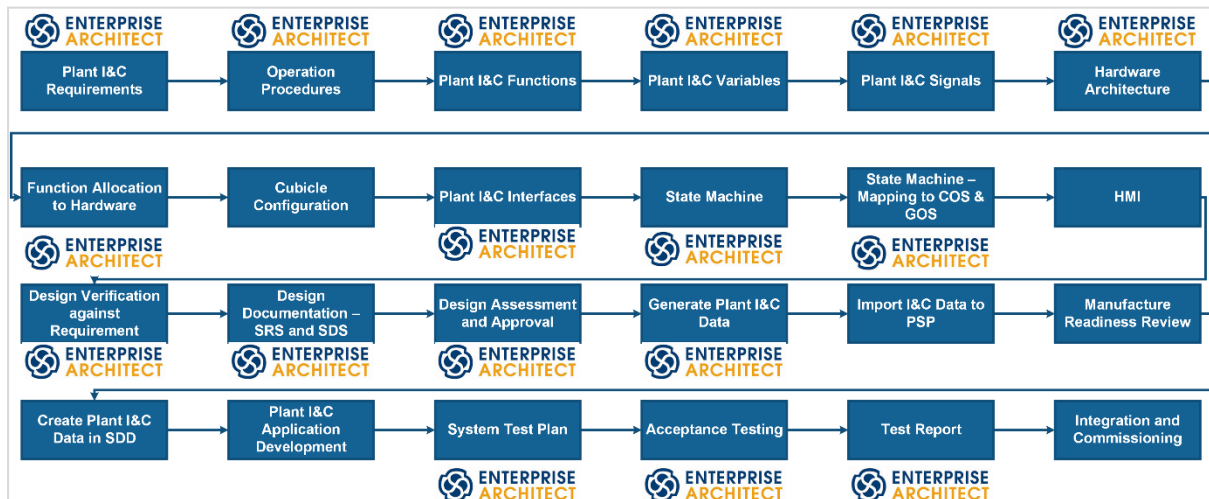 ENTERPRISE ENTERPRISE ENTERPRISE ENTERPRISE ENTERPRISE ENTERPRISE
ARCHITECT ARCHITECT ARCHITECT ARCHITECT ARCHITECT ARCHITECT
Plant I&C
Requirements
Operation
Procedures
Plant I&C Functions
Plant I&C Variables
Plant I&C Signals
Hardware
Architecture
Function Allocation
to Hardware
Cubicle
Configuration
Plant I&C Interfaces
State Machine
State Machine –
Mapping to COS &
GOS
HMI
ENTERPRISE ENTERPRISE ENTERPRISE ENTERPRISE
ARCHITECT ARCHITECT ARCHITECT ARCHITECT
Design Verification
against
Requirement
Design
Documentation –
SRS and SDS
Design Assessment
and Approval
Generate Plant I&C
Data
Import I&C Data to
PSP
Manufacture
Readiness Review
ENTERPRISE ENTERPRISE ENTERPRISE ENTERPRISE
ARCHITECT ARCHITECT ARCHITECT ARCHITECT
Create Plant I&C
Data in SDD
Plant I&C
Application
Development
System Test Plan
Acceptance Testing
Test Report
Integration and
Commissioning
ENTERPRISE ENTERPRISE ENTERPRISE
ARCHITECT ARCHITECT ARCHITECT